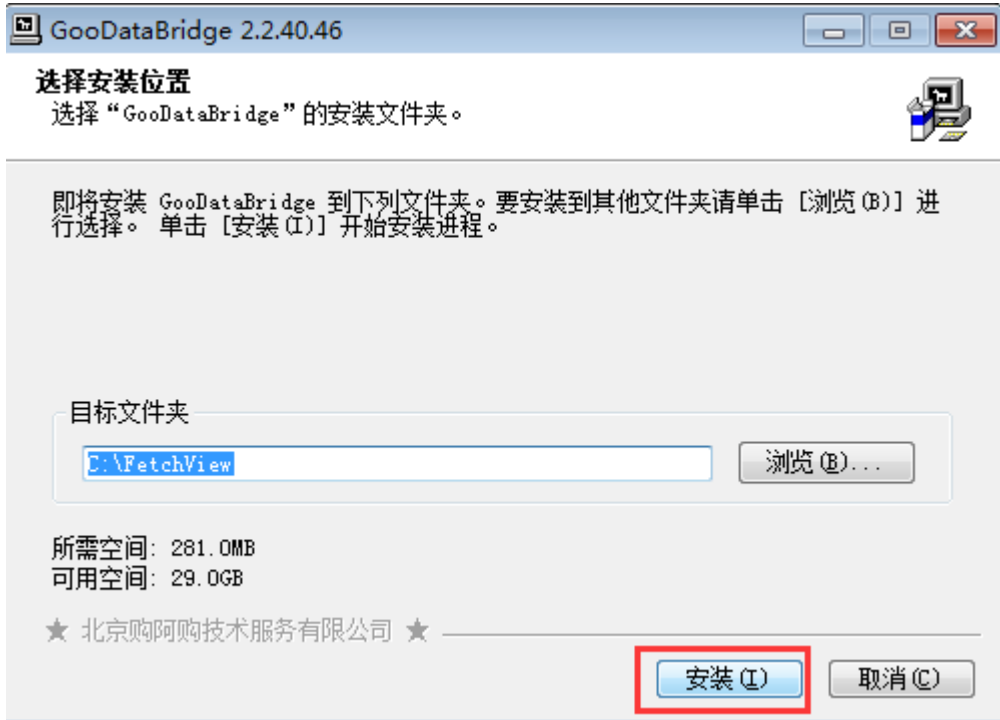 GooDataBridge 2.2.40.46
选择安装位置
选择“GooDataBridge”的安装文件夹。
即将安装 GooDataBridge 到下列文件夹。要安装到其他文件夹请单击 [浏览(B)] 进
行选择。 单击 [安装(I)] 开始安装进程。
目标文件夹
C:\FetchView
浏览(B)...
所需空间: 281.0MB
可用空间: 29.0GB
★ 北京购阿购技术服务有限公司 ★
安装(I)
取消(C)